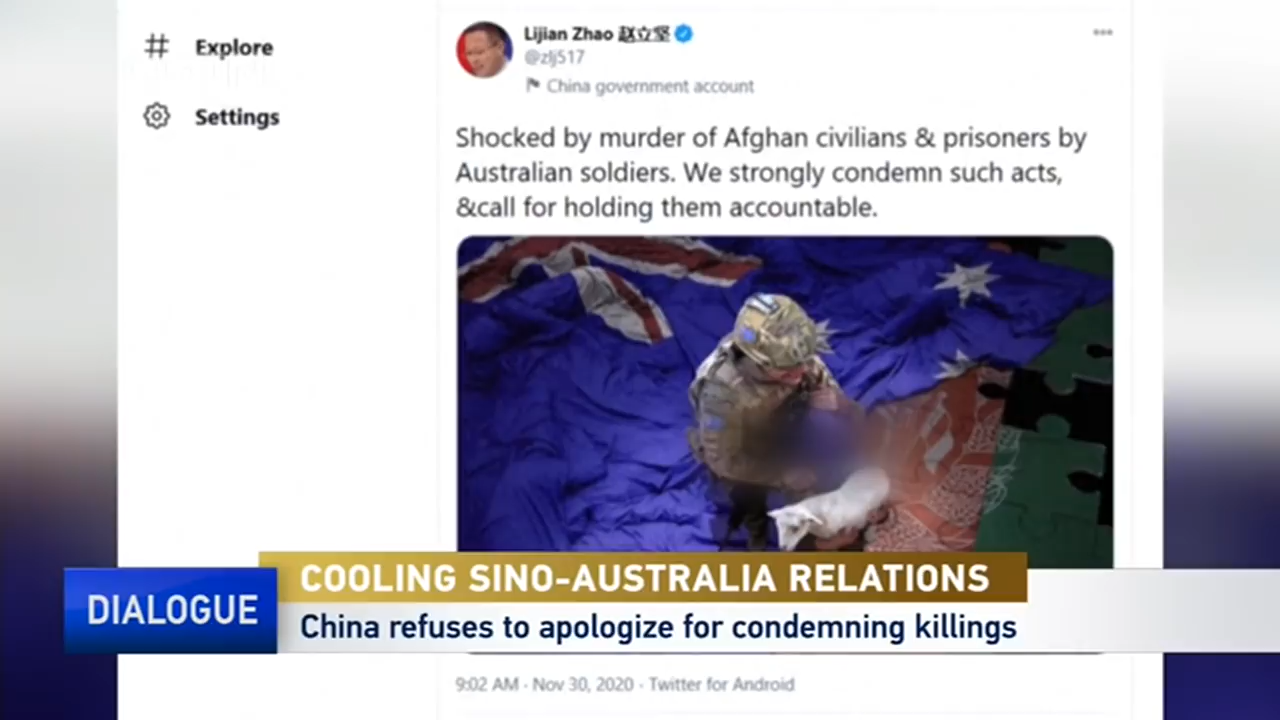 Explore
Settings
Lijian Zhao 赵立坚
@zlj517
China government account
Shocked by murder of Afghan civilians & prisoners by
Australian soldiers. We strongly condemn such acts,
&call for holding them accountable.
DIALOGUE
COOLING SINO-AUSTRALIA RELATIONS
China refuses to apologize for condemning killings
9:02 AM · Nov 30, 2020 · Twitter for Android